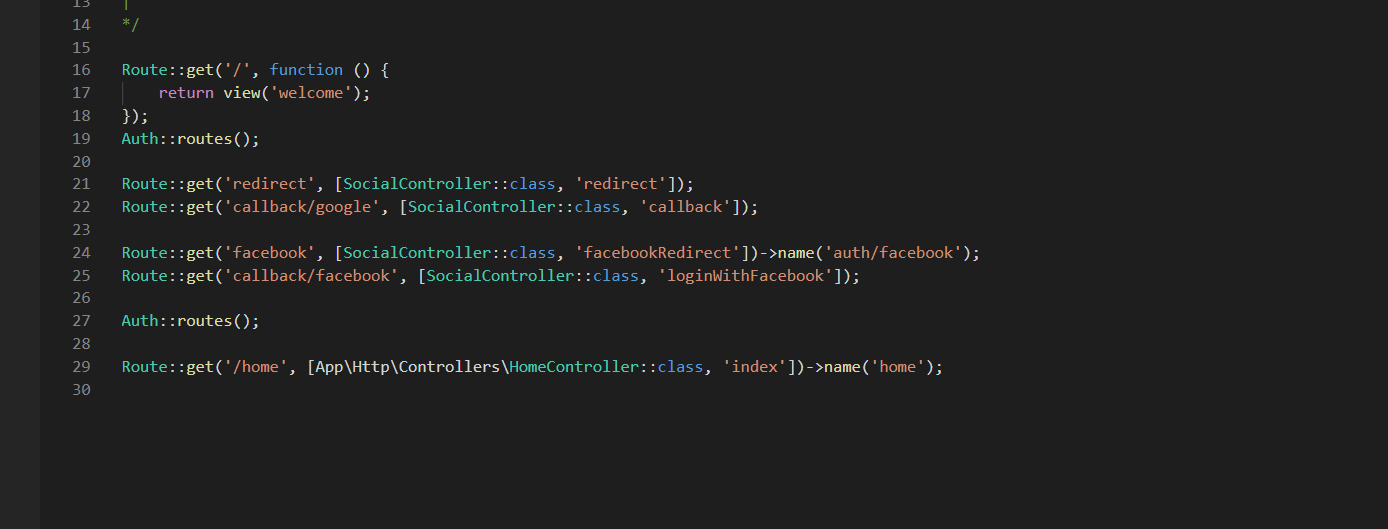 13 |
14 */
15
16 Route::get('/', function () {
17     return view('welcome');
18 });
19 Auth::routes();
20
21 Route::get('redirect', [SocialController::class, 'redirect']);
22 Route::get('callback/google', [SocialController::class, 'callback']);
23
24 Route::get('facebook', [SocialController::class, 'facebookRedirect'])->name('auth/facebook');
25 Route::get('callback/facebook', [SocialController::class, 'loginWithFacebook']);
26
27 Auth::routes();
28
29 Route::get('/home', [App\Http\Controllers\HomeController::class, 'index'])->name('home');
30